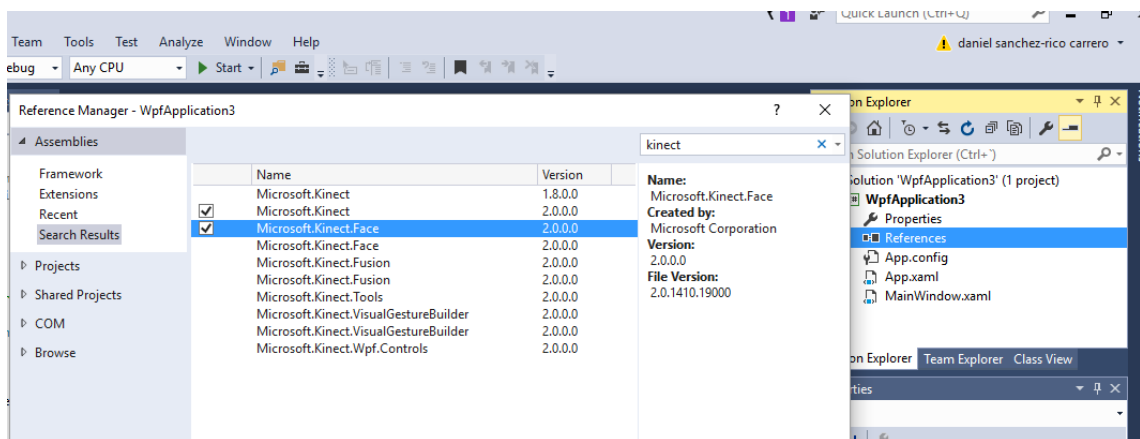 Quick Launch (Ctrl+Q)
Team Tools Test Analyze Window Help
daniel sanchez-rico carrero
ebug Any CPU Start
Reference Manager - WpfApplication3 ? on Explorer
Assemblies
kinect
Solution Explorer (Ctrl+¨)
Framework
Extensions
Recent
Search Results
Projects
Shared Projects
COM
Browse
Name Version
Microsoft.Kinect 1.8.0.0
Microsoft.Kinect 2.0.0.0
Microsoft.Kinect.Face 2.0.0.0
Microsoft.Kinect.Face 2.0.0.0
Microsoft.Kinect.Fusion 2.0.0.0
Microsoft.Kinect.Fusion 2.0.0.0
Microsoft.Kinect.Tools 2.0.0.0
Microsoft.Kinect.VisualGestureBuilder 2.0.0.0
Microsoft.Kinect.VisualGestureBuilder 2.0.0.0
Microsoft.Kinect.Wpf.Controls 2.0.0.0
Name:
Microsoft.Kinect.Face
Created by:
Microsoft Corporation
Version:
2.0.0.0
File Version:
2.0.1410.19000
Solution 'WpfApplication3' (1 project)
WpfApplication3
Properties
References
App.config
App.xaml
MainWindow.xaml
on Explorer Team Explorer Class View
rties